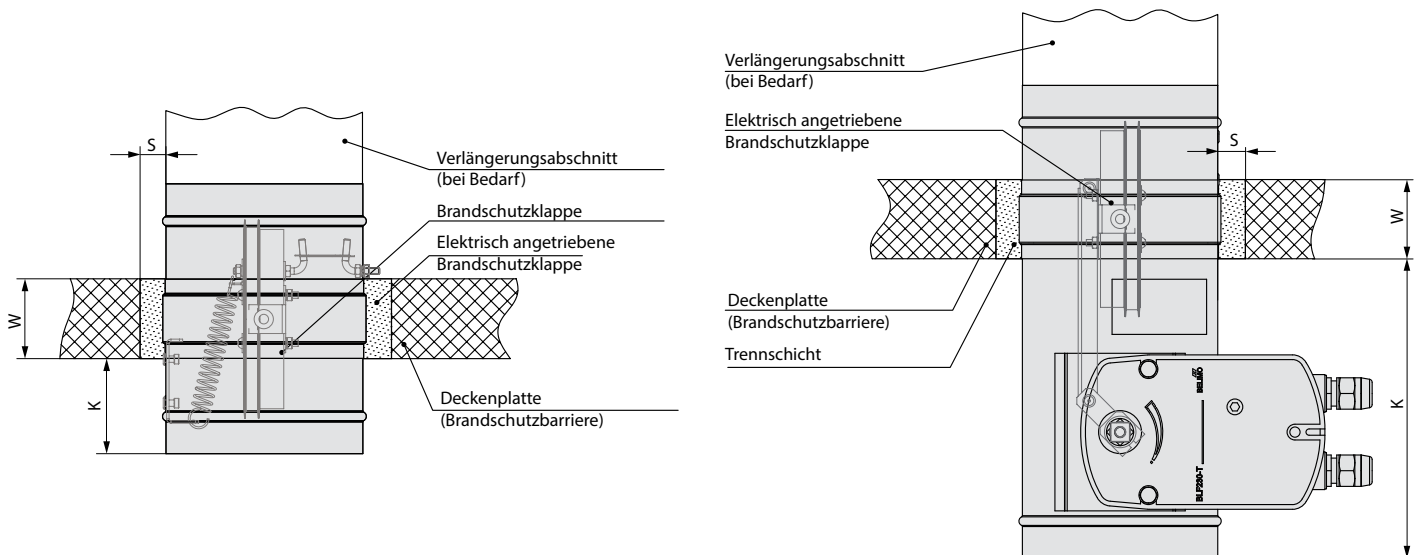 S
Verlängerungsabschnitt
(bei Bedarf)
Brandschutzklappe
Elektrisch angetriebene
Brandschutzklappe
W
K
Deckenplatte
(Brandschutzbarriere)
Verlängerungsabschnitt
(bei Bedarf)
Elektrisch angetriebene
Brandschutzklappe
S
W
Deckenplatte
(Brandschutzbarriere)
Trennschicht
K
BELIMO
BLF230-T